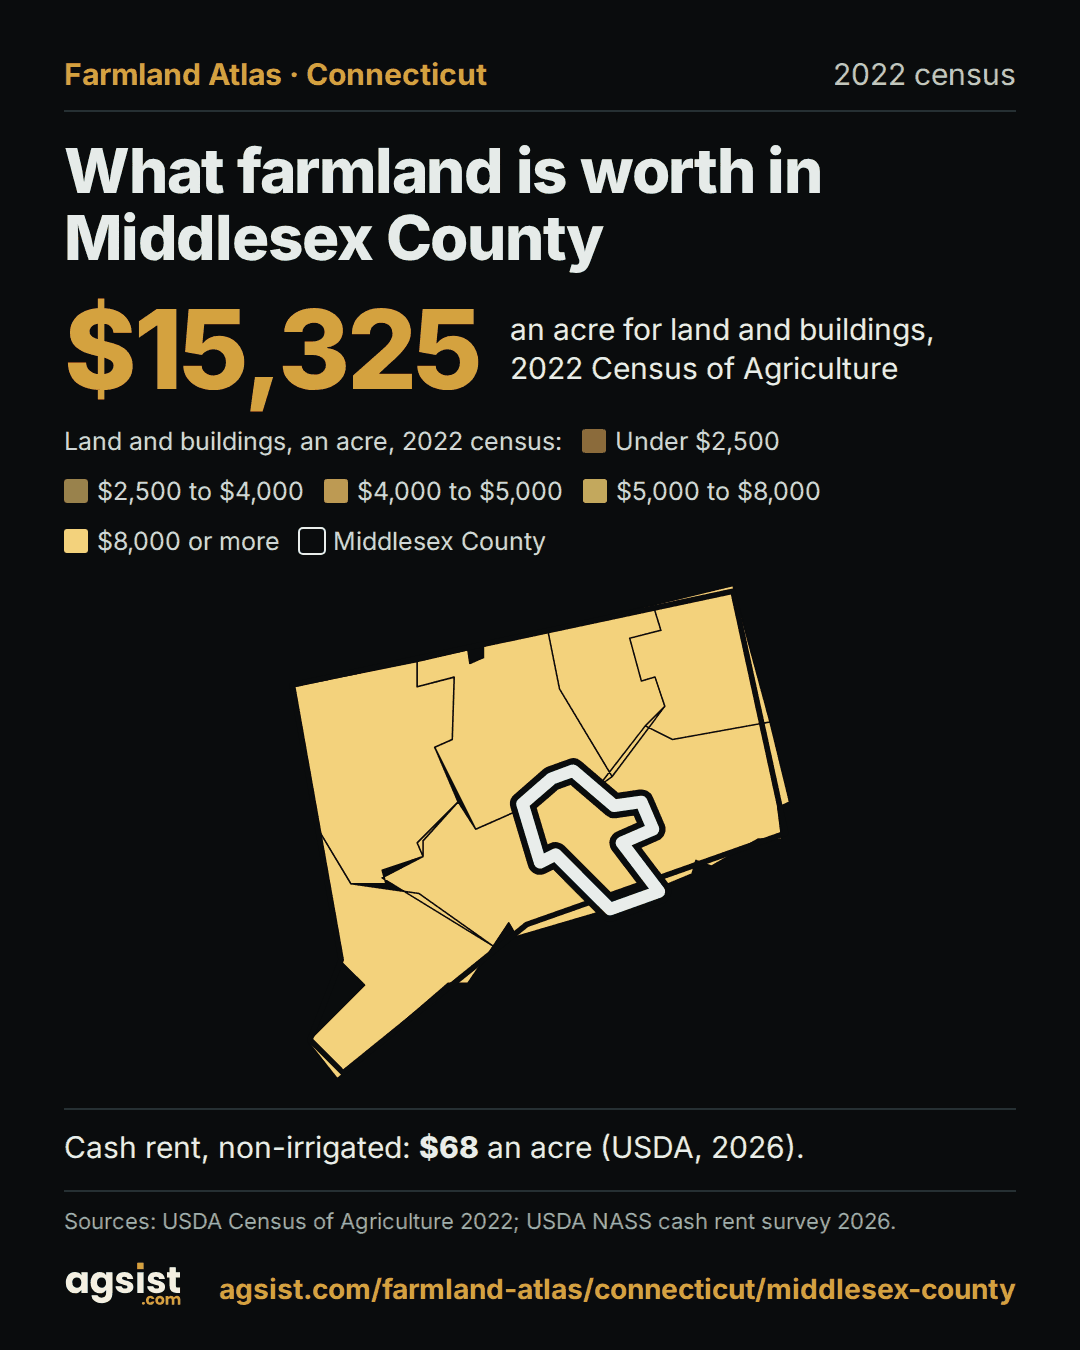 Farmland Atlas · Connecticut
2022 census
What farmland is worth in
Middlesex County
$15,325
an acre for land and buildings,
2022 Census of Agriculture
Land and buildings, an acre, 2022 census: Under $2,500
$2,500 to $4,000 $4,000 to $5,000 $5,000 to $8,000
$8,000 or more Middlesex County
Cash rent, non-irrigated: $68 an acre (USDA, 2026).
Sources: USDA Census of Agriculture 2022; USDA NASS cash rent survey 2026.
agsist
.com
agsist.com/farmland-atlas/connecticut/middlesex-county